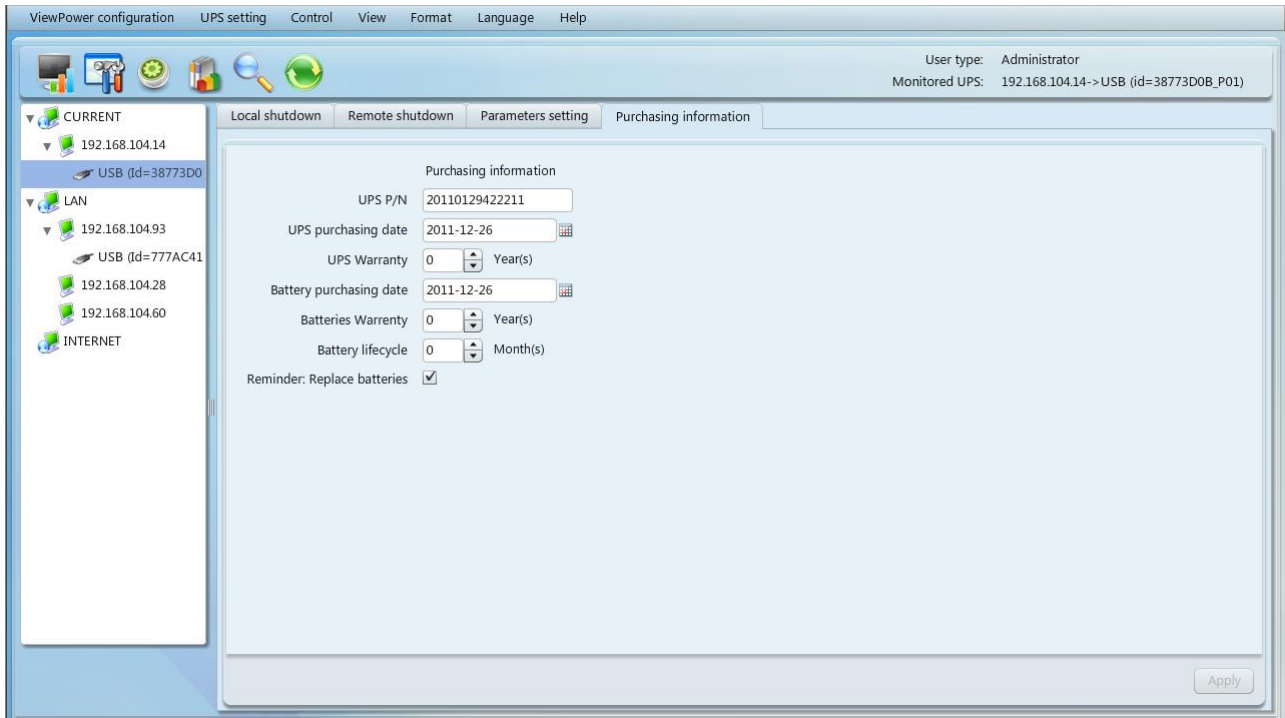 ViewPower configuration UPS setting Control View Format Language Help
User type: Administrator
Monitored UPS: 192.168.104.14->USB (id=38773D0B_P01)
CURRENT
192.168.104.14
USB (Id=38773D0
LAN
192.168.104.93
USB (Id=777AC41
192.168.104.28
192.168.104.60
INTERNET
Local shutdown Remote shutdown Parameters setting Purchasing information
Purchasing information
UPS P/N 20110129422211
UPS purchasing date 2011-12-26
UPS Warranty 0 Year(s)
Battery purchasing date 2011-12-26
Batteries Warrenty 0 Year(s)
Battery lifecycle 0 Month(s)
Reminder: Replace batteries
Apply